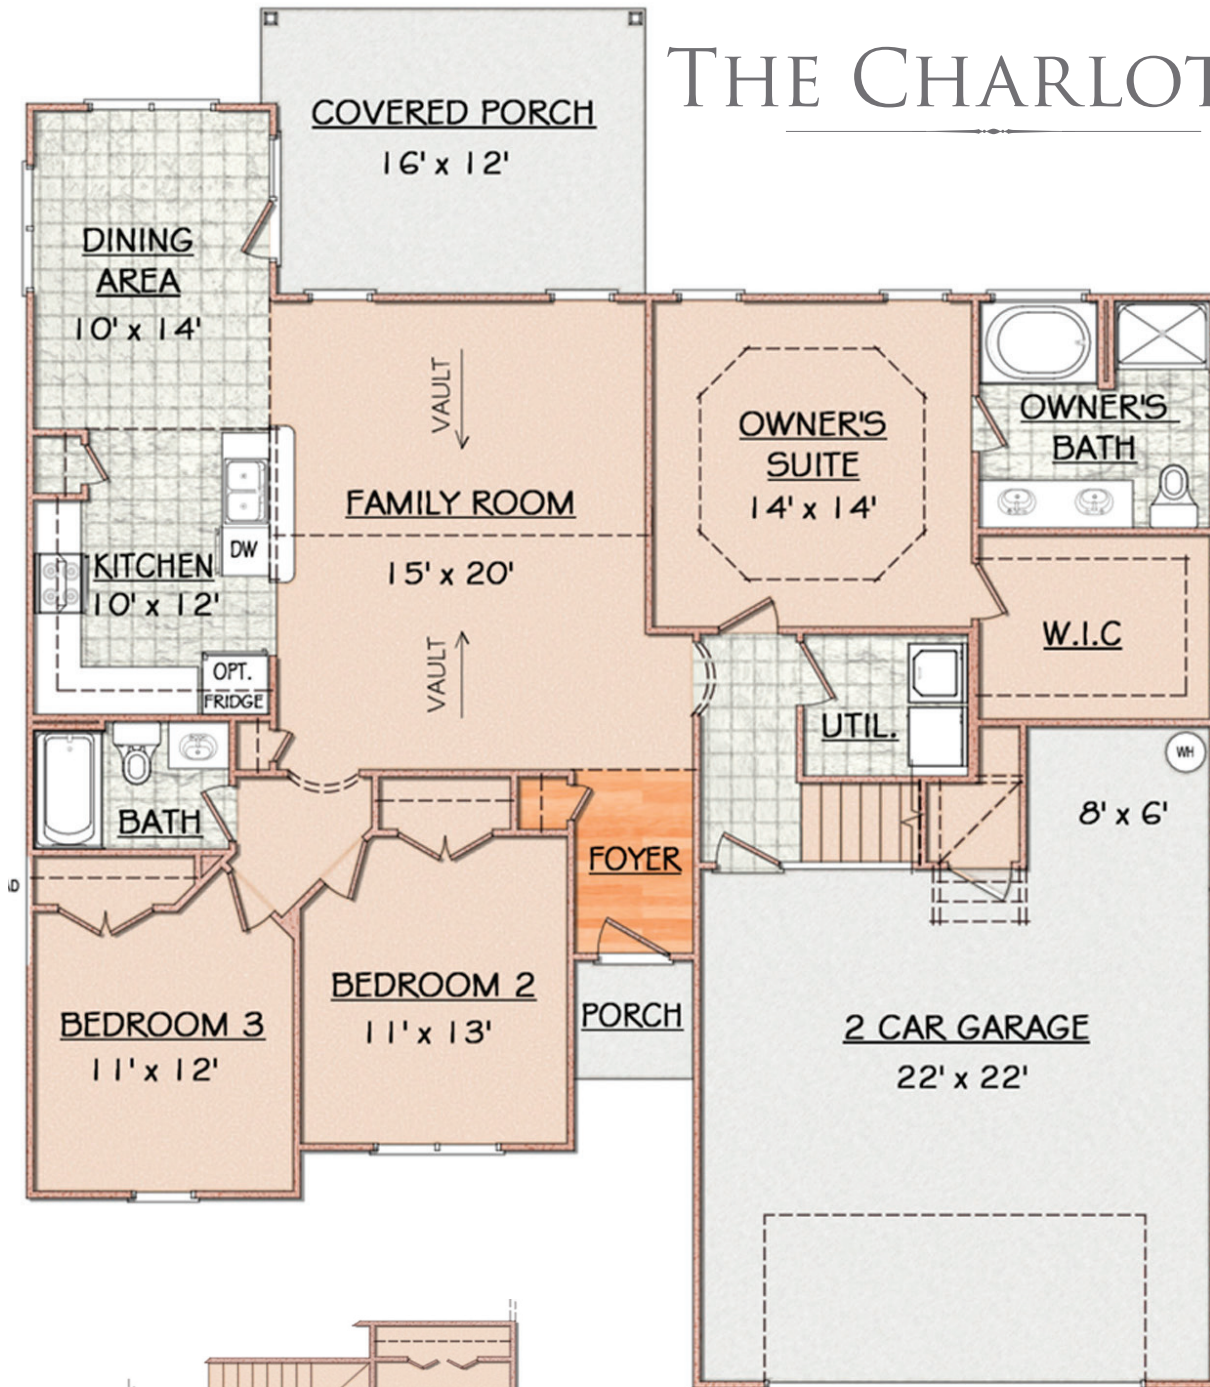 THE CHARLOT
COVERED PORCH
16' x 12'
DINING
AREA
10' x 14'
VAULT
OWNER'S
SUITE
14' x 14'
OWNER'S
BATH
FAMILY ROOM
15' x 20'
DW
KITCHEN
10' x 12'
VAULT
W.I.C
OPT.
FRIDGE
UTIL.
WH
8' x 6'
BATH
FOYER
BEDROOM 2
11' x 13'
PORCH
BEDROOM 3
11' x 12'
2 CAR GARAGE
22' x 22'